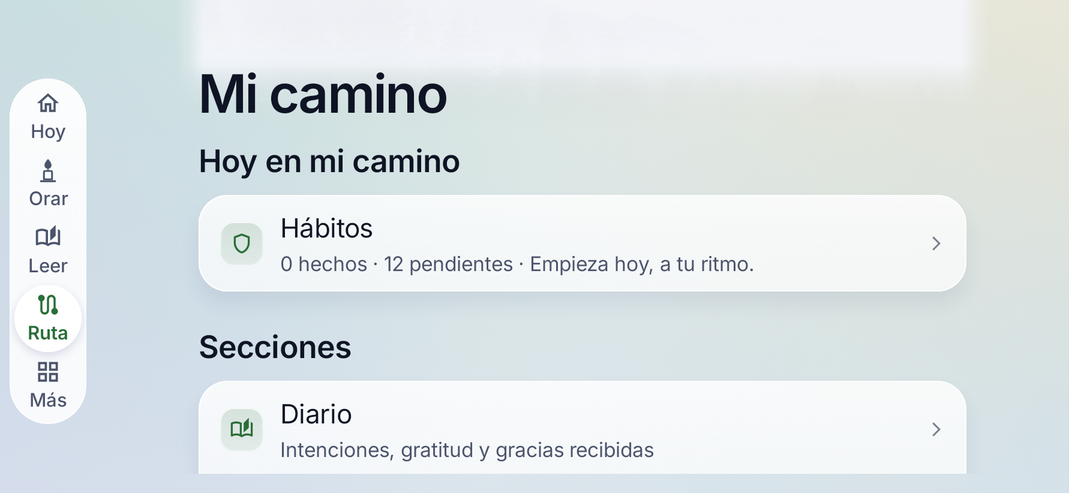 Mi camino
Hoy en mi camino
Hábitos
0 hechos · 12 pendientes · Empieza hoy, a tu ritmo.
Secciones
Diario
Intenciones, gratitud y gracias recibidas
Hoy
Orar
Leer
Ruta
Más